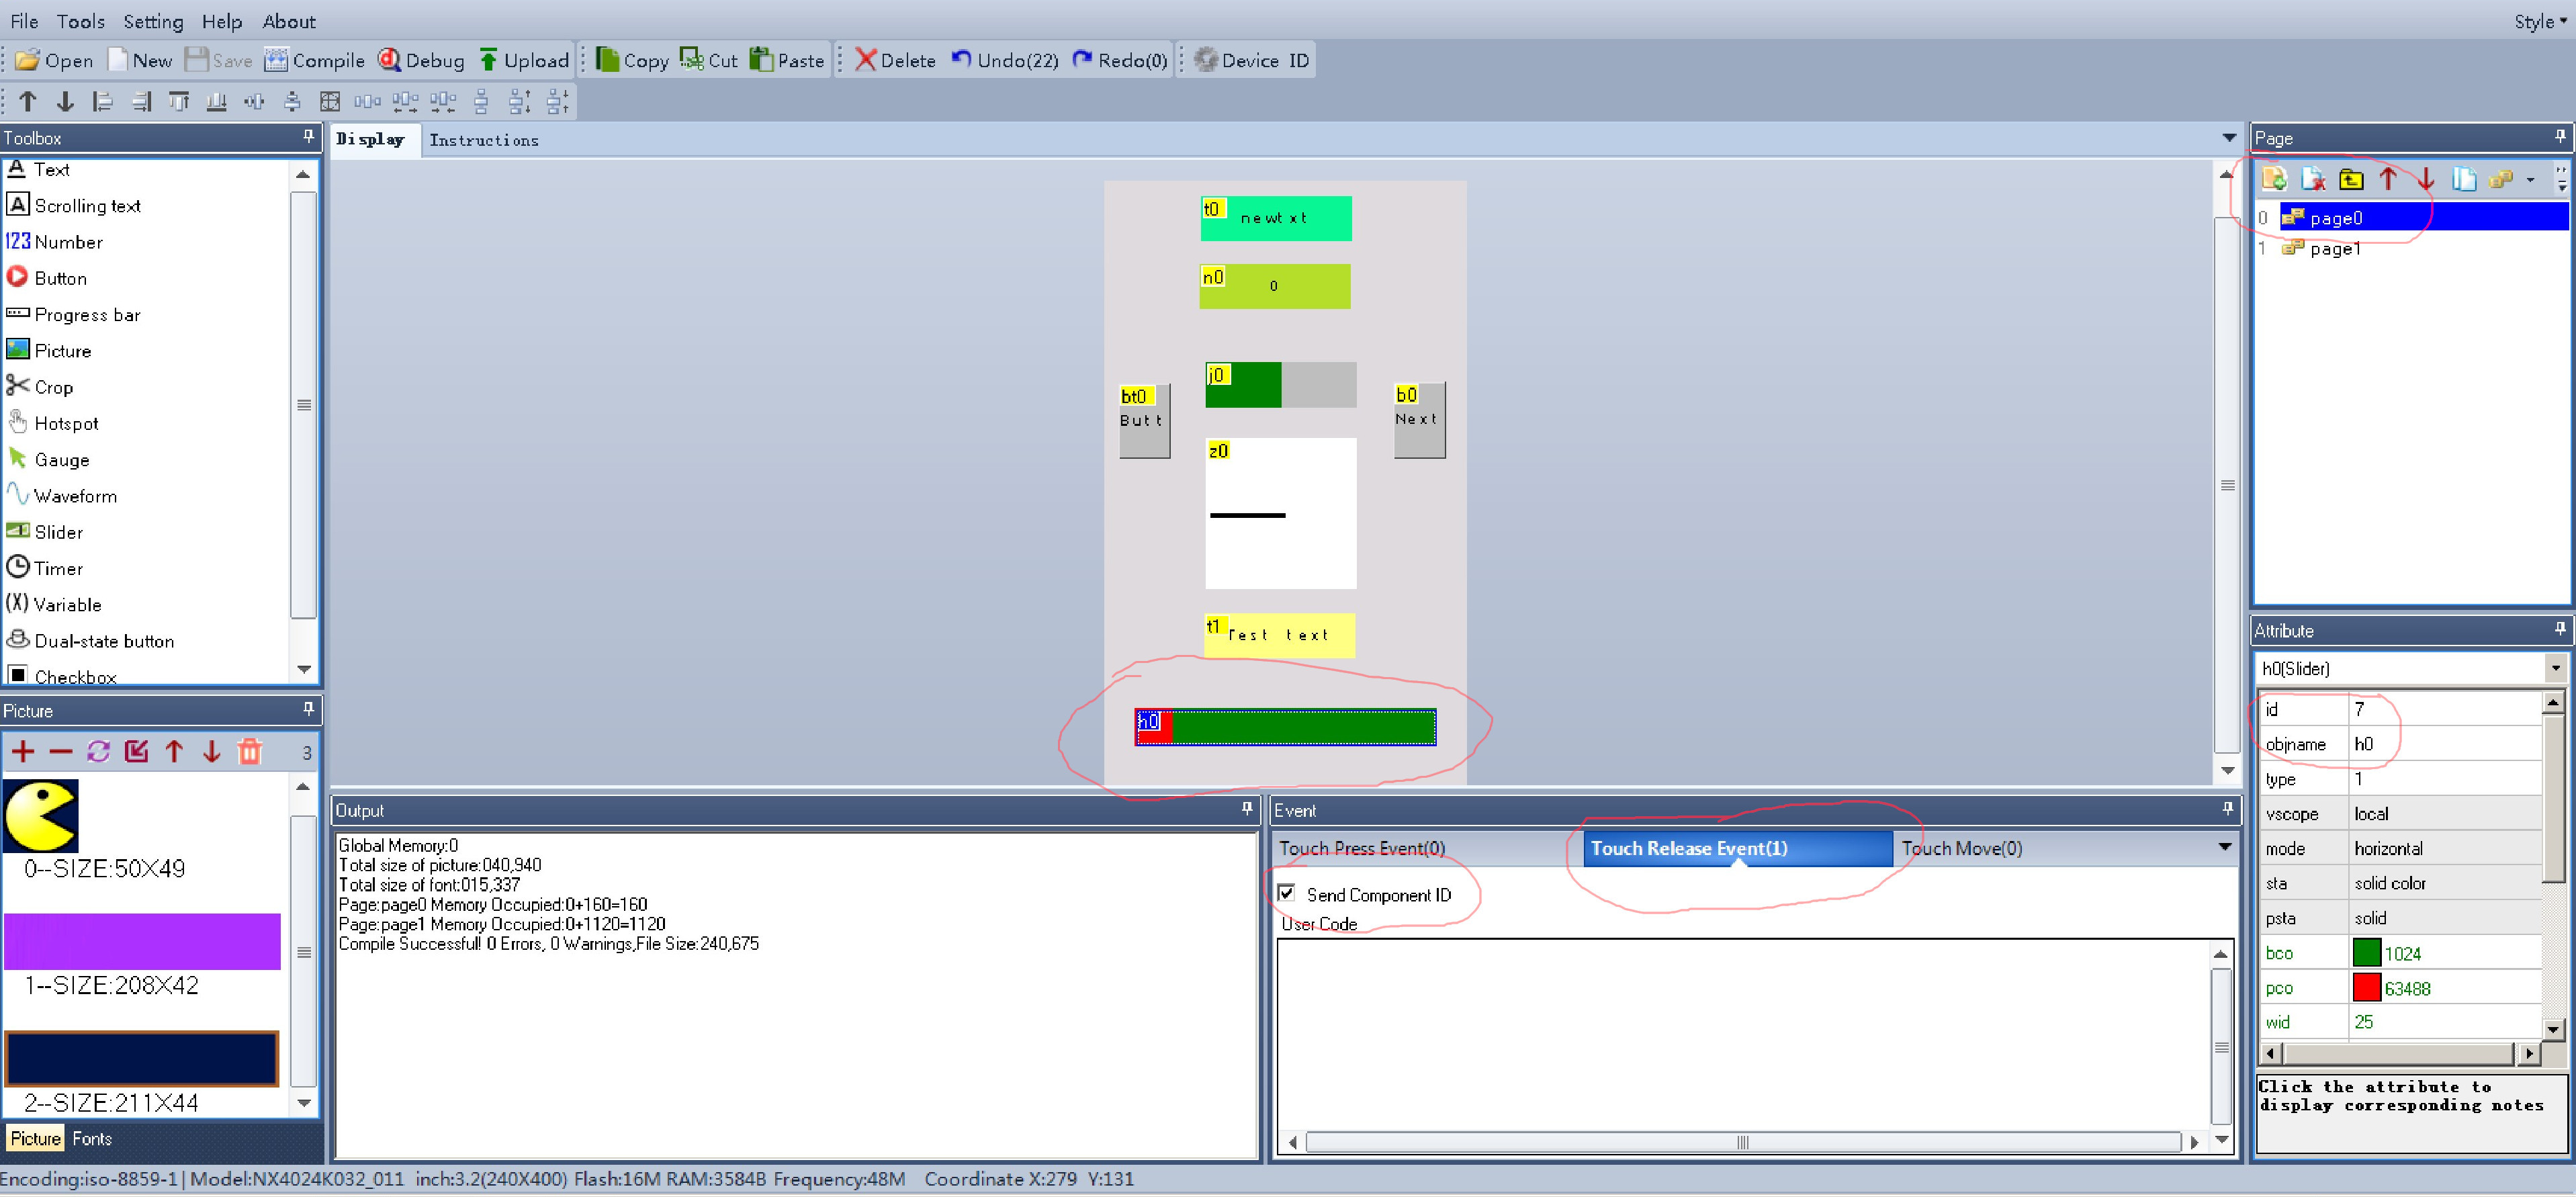 File Tools Setting Help About Style
Open New Save Compile Debug Upload Copy Cut Paste Delete Undo(22) Redo(0) Device ID
Toolbox
Text
Scrolling text
123 Number
Button
Progress bar
Picture
Crop
Hotspot
Gauge
Waveform
Slider
Timer
(X) Variable
Dual-state button
Checkbox
Picture
3
0--SIZE:50X49
1--SIZE:208X42
2--SIZE:211X44
Picture Fonts
Display Instructions
t0 newtxt
n0 0
j0
bt0
Butt
b0
Next
z0
t1 Test text
h0
Output
Global Memory:0
Total size of picture:040,940
Total size of font:015,337
Page:page0 Memory Occupied:0+160=160
Page:page1 Memory Occupied:0+1120=1120
Compile Successful! 0 Errors, 0 Warnings,File Size:240,675
Event
Touch Press Event(0) Touch Release Event(1) Touch Move(0)
Send Component ID
User Code
Page
0 page0
1 page1
Attribute
h0(Slider)
id 7
objname h0
type 1
vscope local
mode horizontal
sta solid color
psta solid
bco 1024
pco 63488
wid 25
Click the attribute to
display corresponding notes
Encoding:iso-8859-1| Model:NX4024K032_011 inch:3.2(240X400) Flash:16M RAM:3584B Frequency:48M Coordinate X:279 Y:131